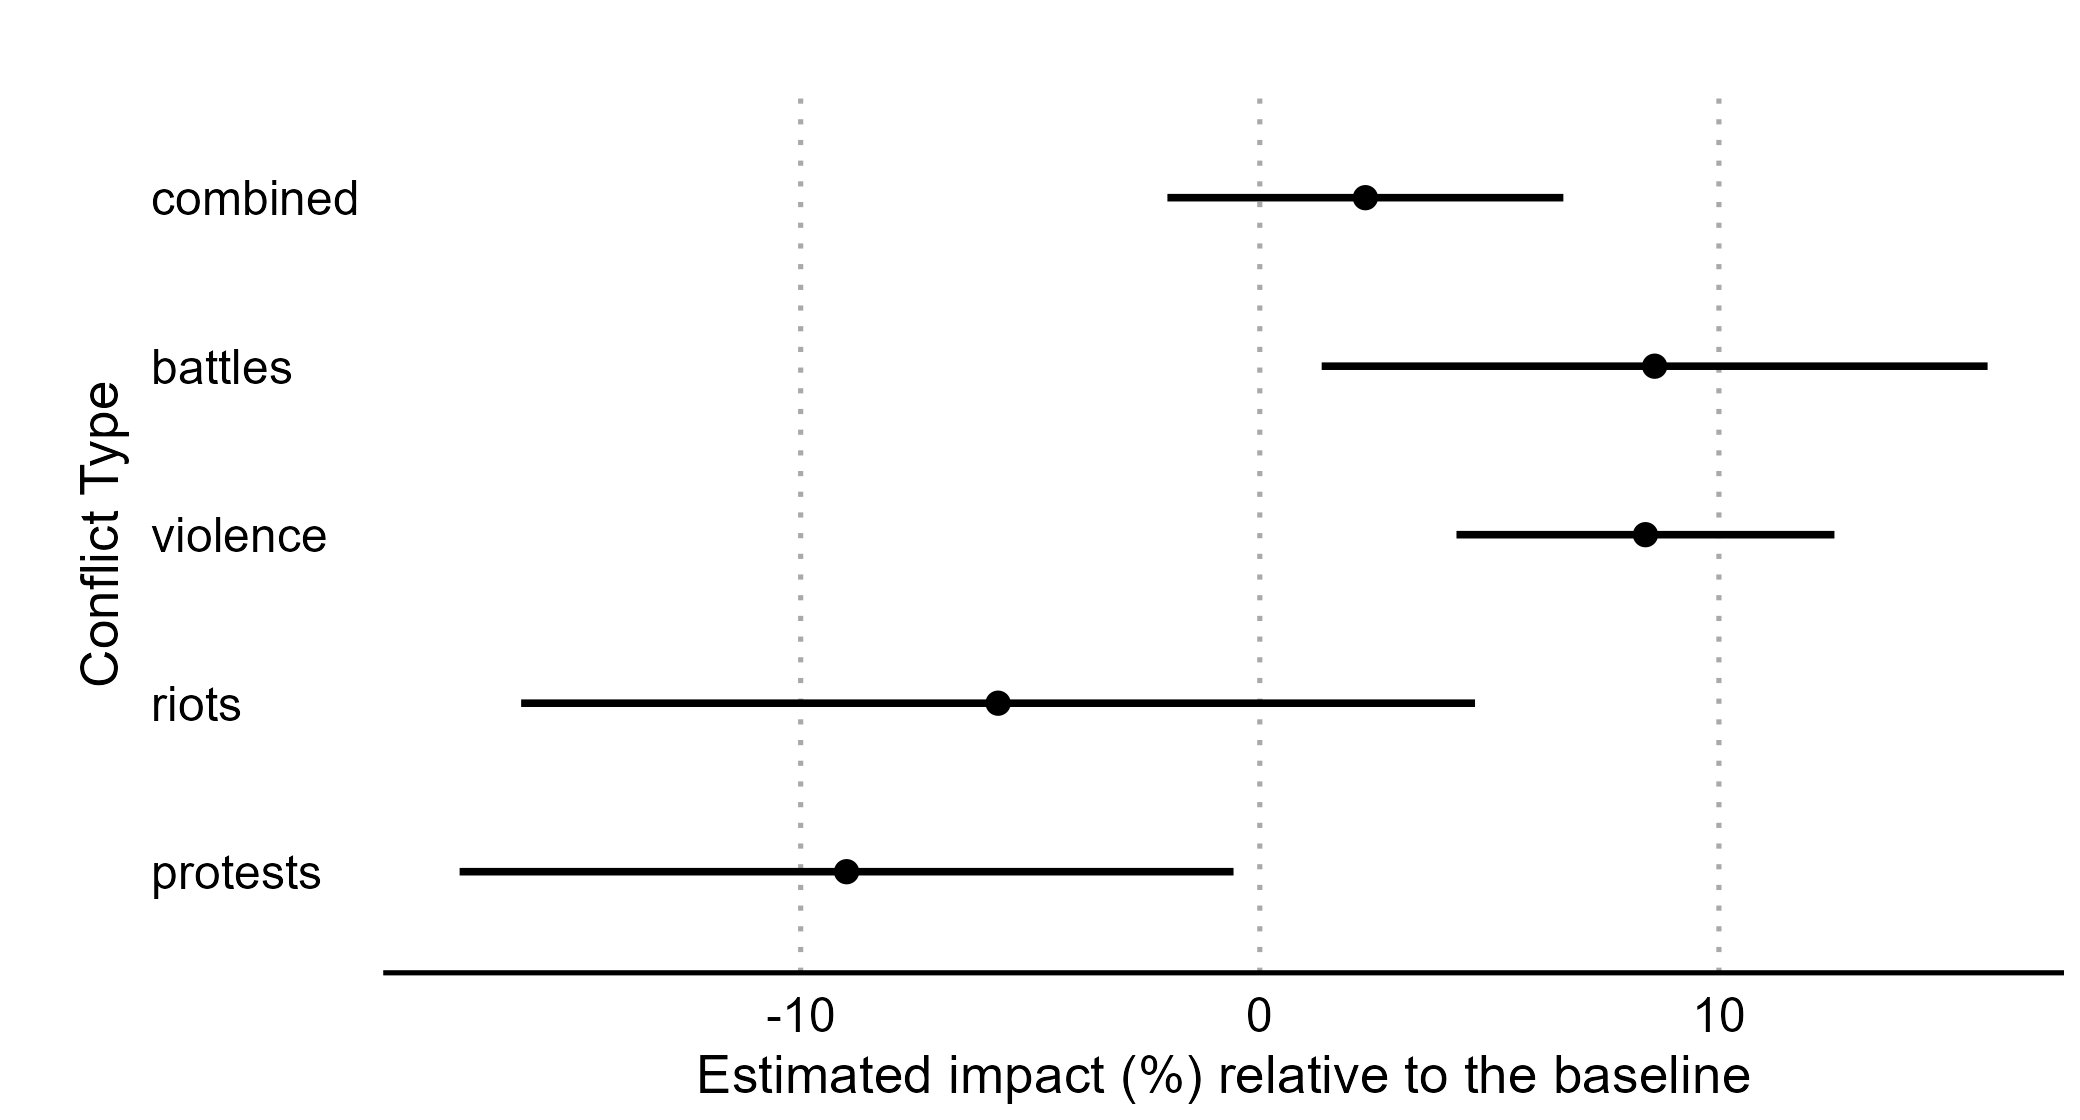 combined
battles
violence
riots
protests
Conflict Type
-10
0
10
Estimated impact (%) relative to the baseline